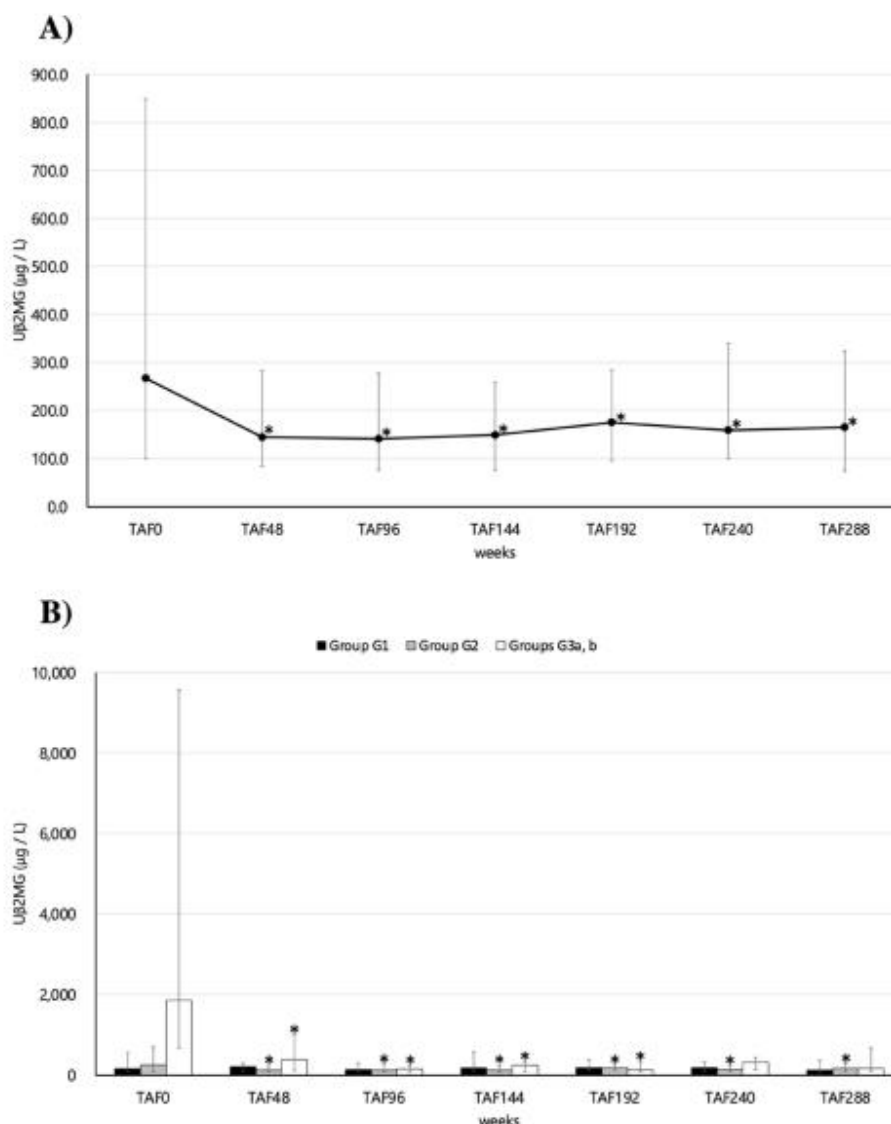 A)
900.0
800.0
700.0
600.0
500.0
400.0
300.0
200.0
100.0
0.0
Uβ2MG (μg / L)
* * * * * *
TAF0 TAF48 TAF96 TAF144 TAF192 TAF240 TAF288
weeks
B)
Group G1 Group G2 Groups G3a, b
10,000
8,000
6,000
4,000
2,000
0
Uβ2MG (μg / L)
* * * * * * * * * *
TAF0 TAF48 TAF96 TAF144 TAF192 TAF240 TAF288
weeks